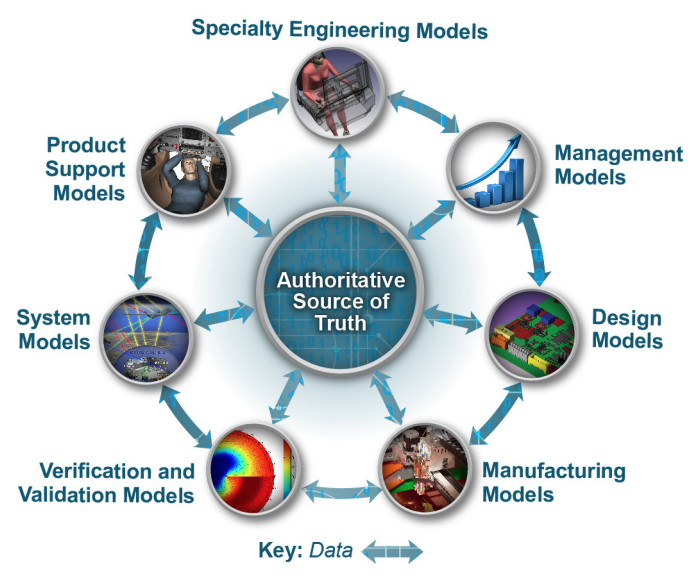 Specialty Engineering Models
Product
Support
Models
Management
Models
Authoritative
Source of
Truth
System
Models
Design
Models
Verification and
Validation Models
Manufacturing
Models
Key: Data